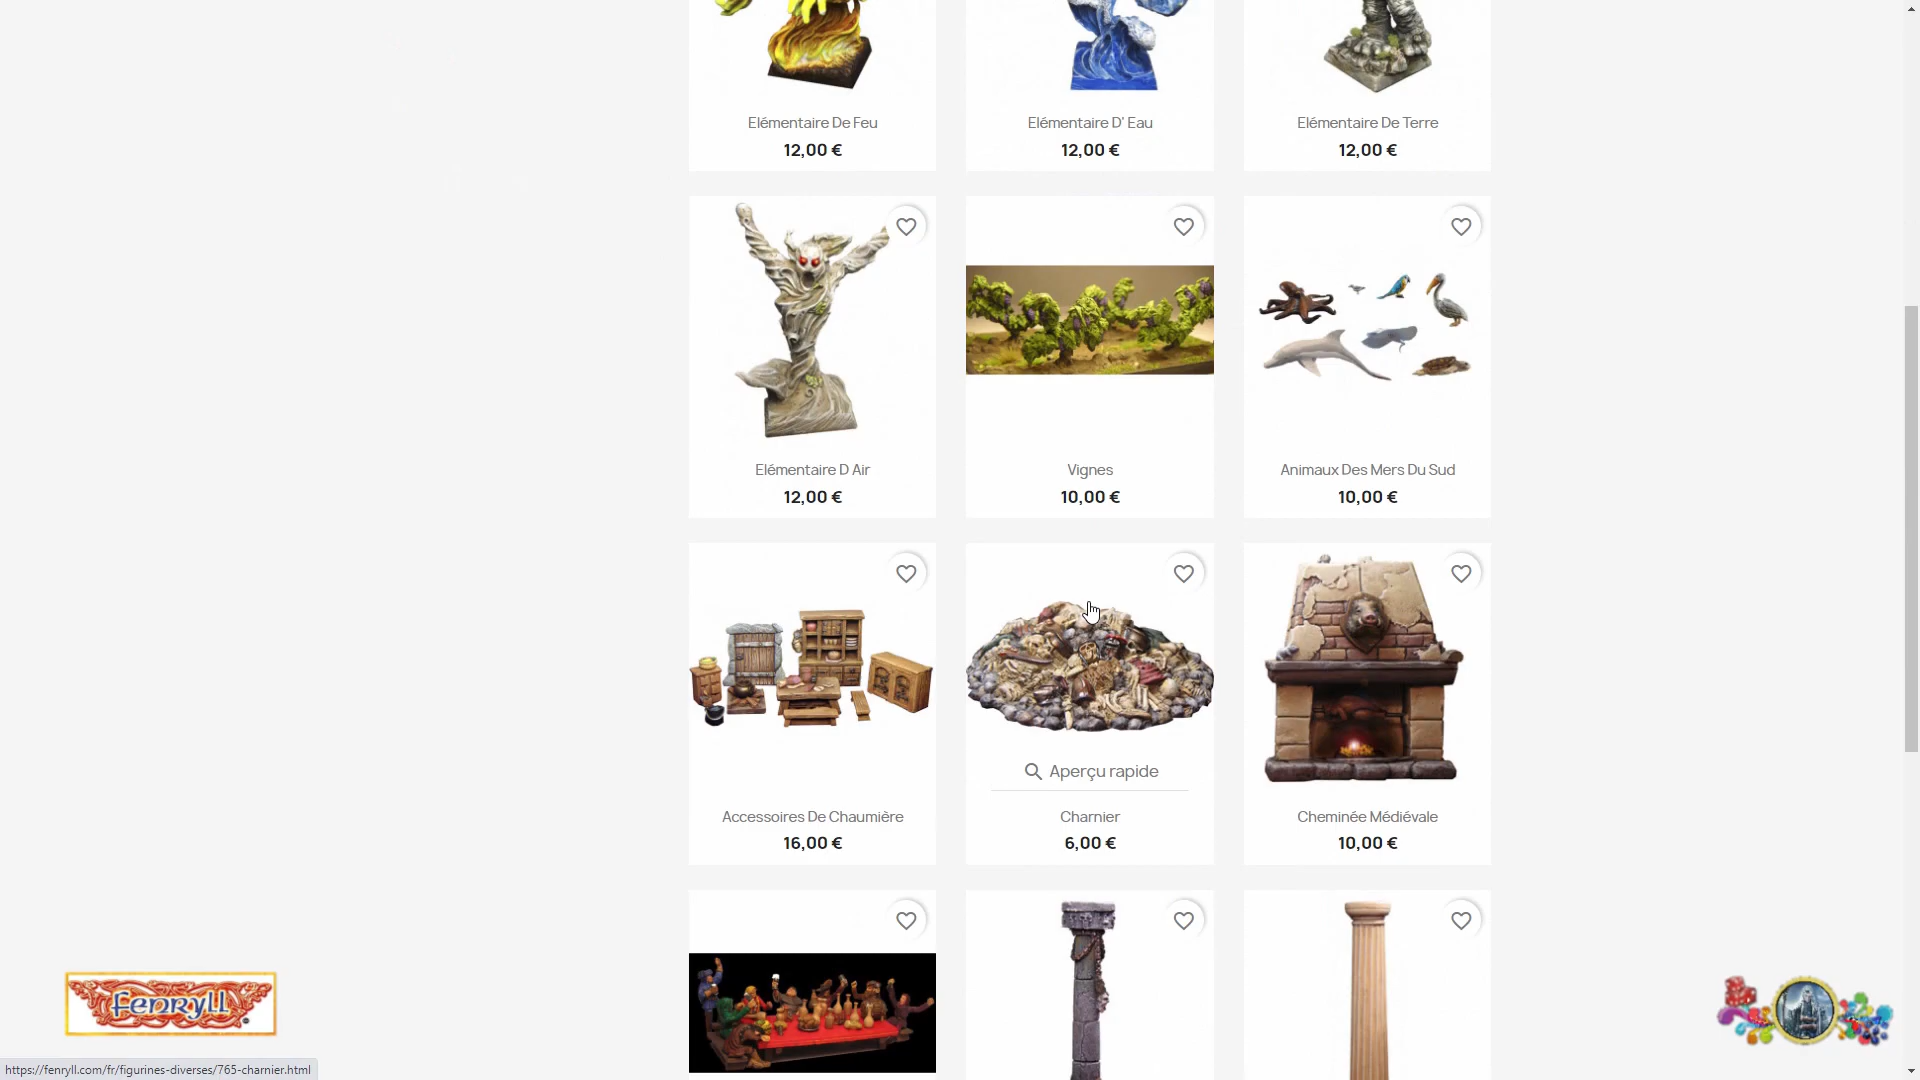 Elémentaire De Feu
12,00 €
Elémentaire D' Eau
12,00 €
Elémentaire De Terre
12,00 €
Elémentaire D Air
12,00 €
Vignes
10,00 €
Animaux Des Mers Du Sud
10,00 €
Accessoires De Chaumière
16,00 €
Aperçu rapide
Charnier
6,00 €
Cheminée Médiévale
10,00 €
fenryll
https://fenryll.com/fr/figurines-diverses/765-charnier.html